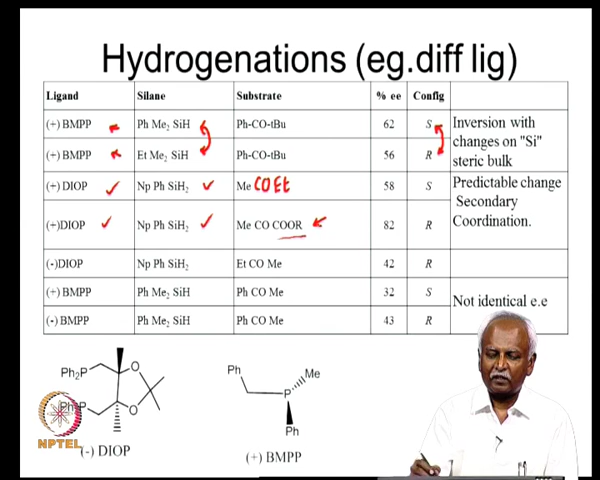 Hydrogenations (eg.diff lig)
Ligand Silane Substrate % ee Config
(+) BMPP Ph Me2 SiH Ph-CO-tBu 62 S Inversion with
(+) BMPP Et Me2 SiH Ph-CO-tBu 56 R changes on "Si"
steric bulk
(+) DIOP Np Ph SiH2 Me COEt 58 S Predictable change
Secondary
(+)DIOP Np Ph SiH2 Me CO COOR 82 R Coordination.
(-)DIOP Np Ph SiH2 Et CO Me 42 R
(+) BMPP Ph Me2 SiH Ph CO Me 32 S Not identical e.e
(-) BMPP Ph Me2 SiH Ph CO Me 43 R
Ph2P O
O
NPTEL
(-) DIOP
Ph
P
Me
Ph
(+) BMPP